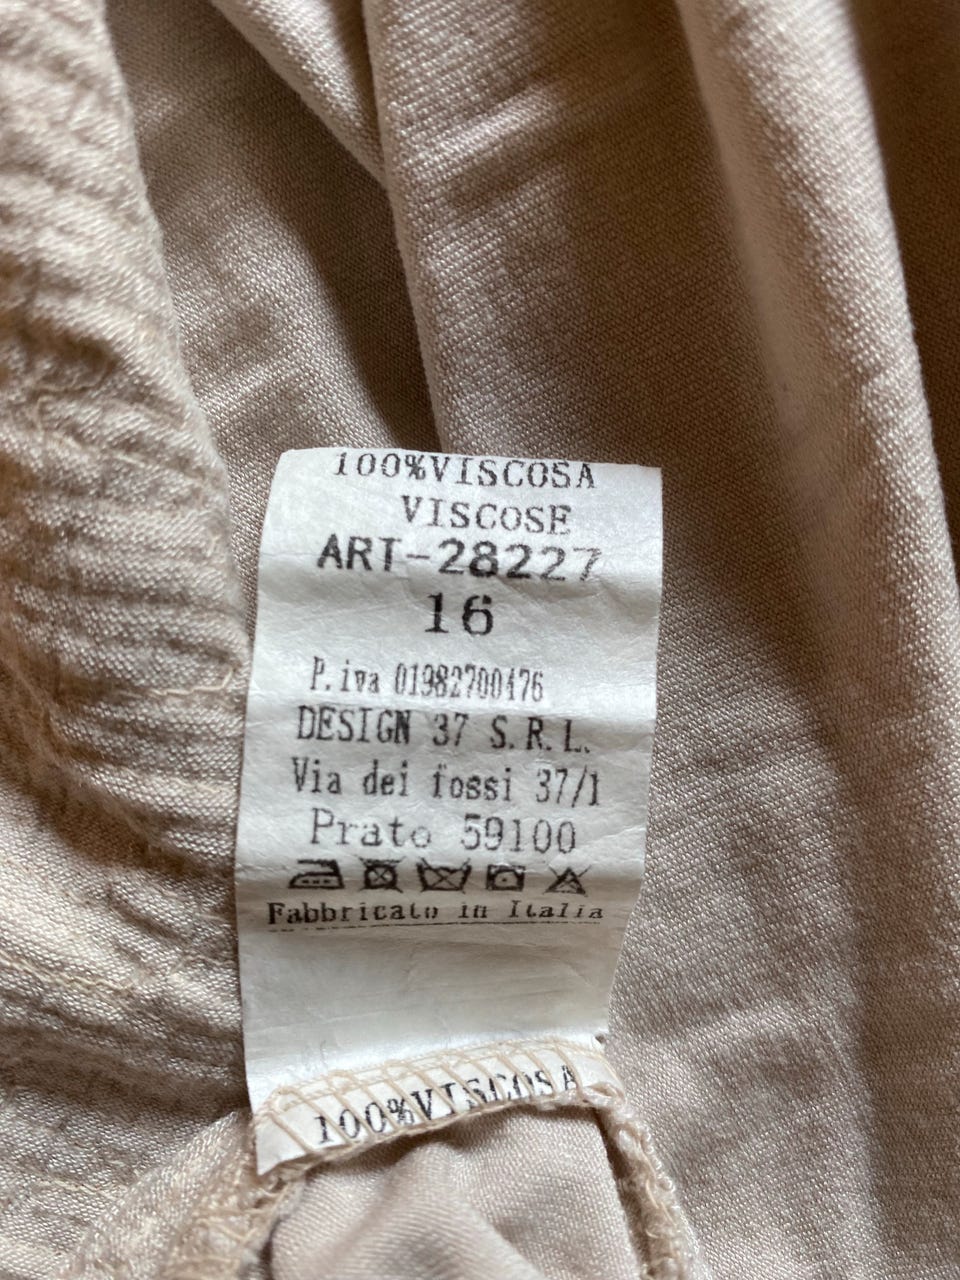 100%VISCOSA
VISCOSE
ART-28227
16
P.iva 01982700476
DESIGN 37 S.R.L.
Via dei fossi 37/1
Prato 59100
Fabbricato in Italia
100%VISCOSA